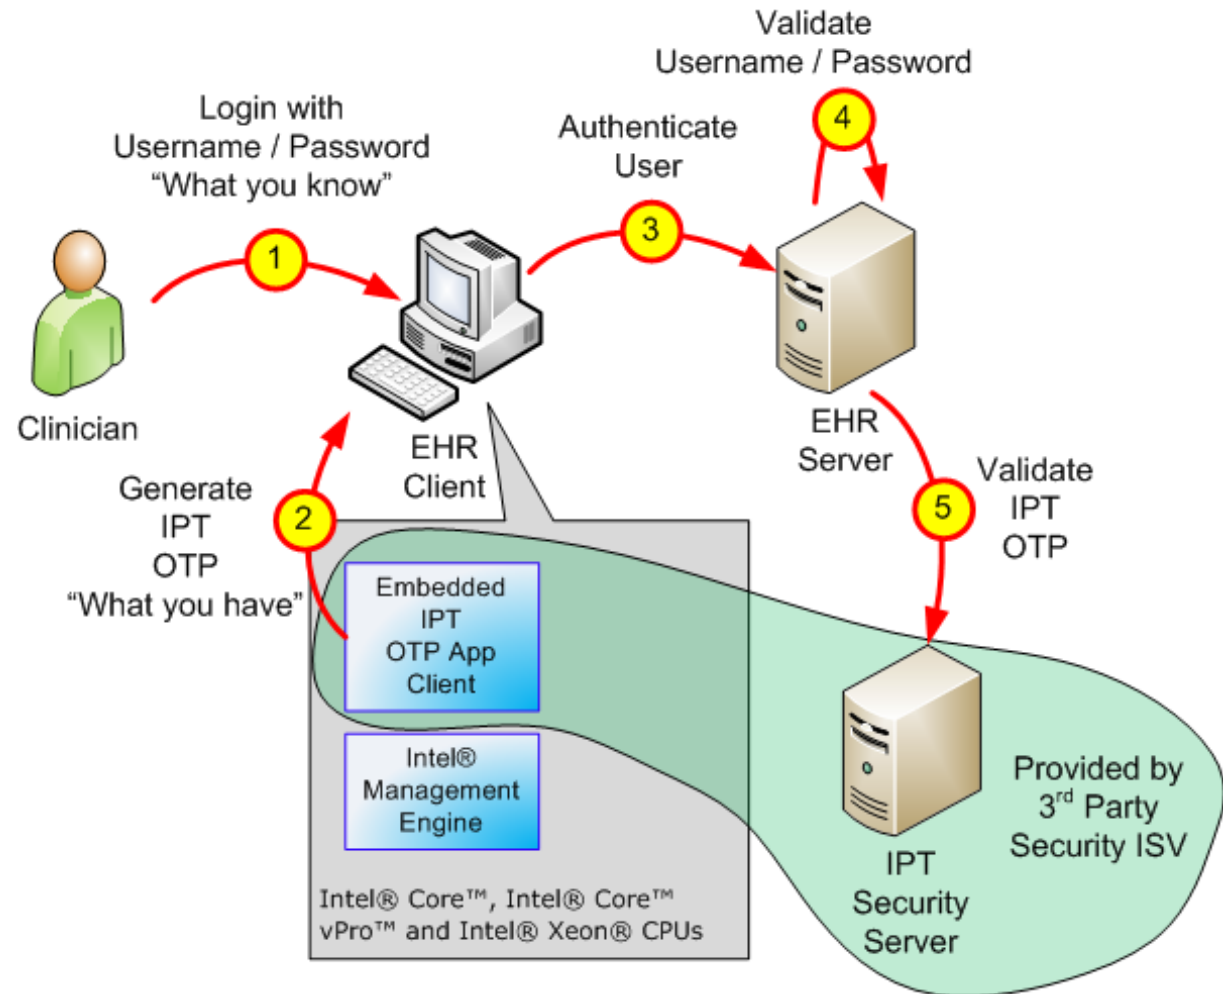 Validate
Username / Password
4
Login with
Username / Password
“What you know”
Authenticate
User
3
1
Clinician
EHR
Client
EHR
Server
Generate
IPT
OTP
“What you have”
2
Validate
IPT
OTP
5
Embedded
IPT
OTP App
Client
Intel®
Management
Engine
Intel® Core™, Intel® Core™
vPro™ and Intel® Xeon® CPUs
Provided by
3rd Party
Security ISV
IPT
Security
Server